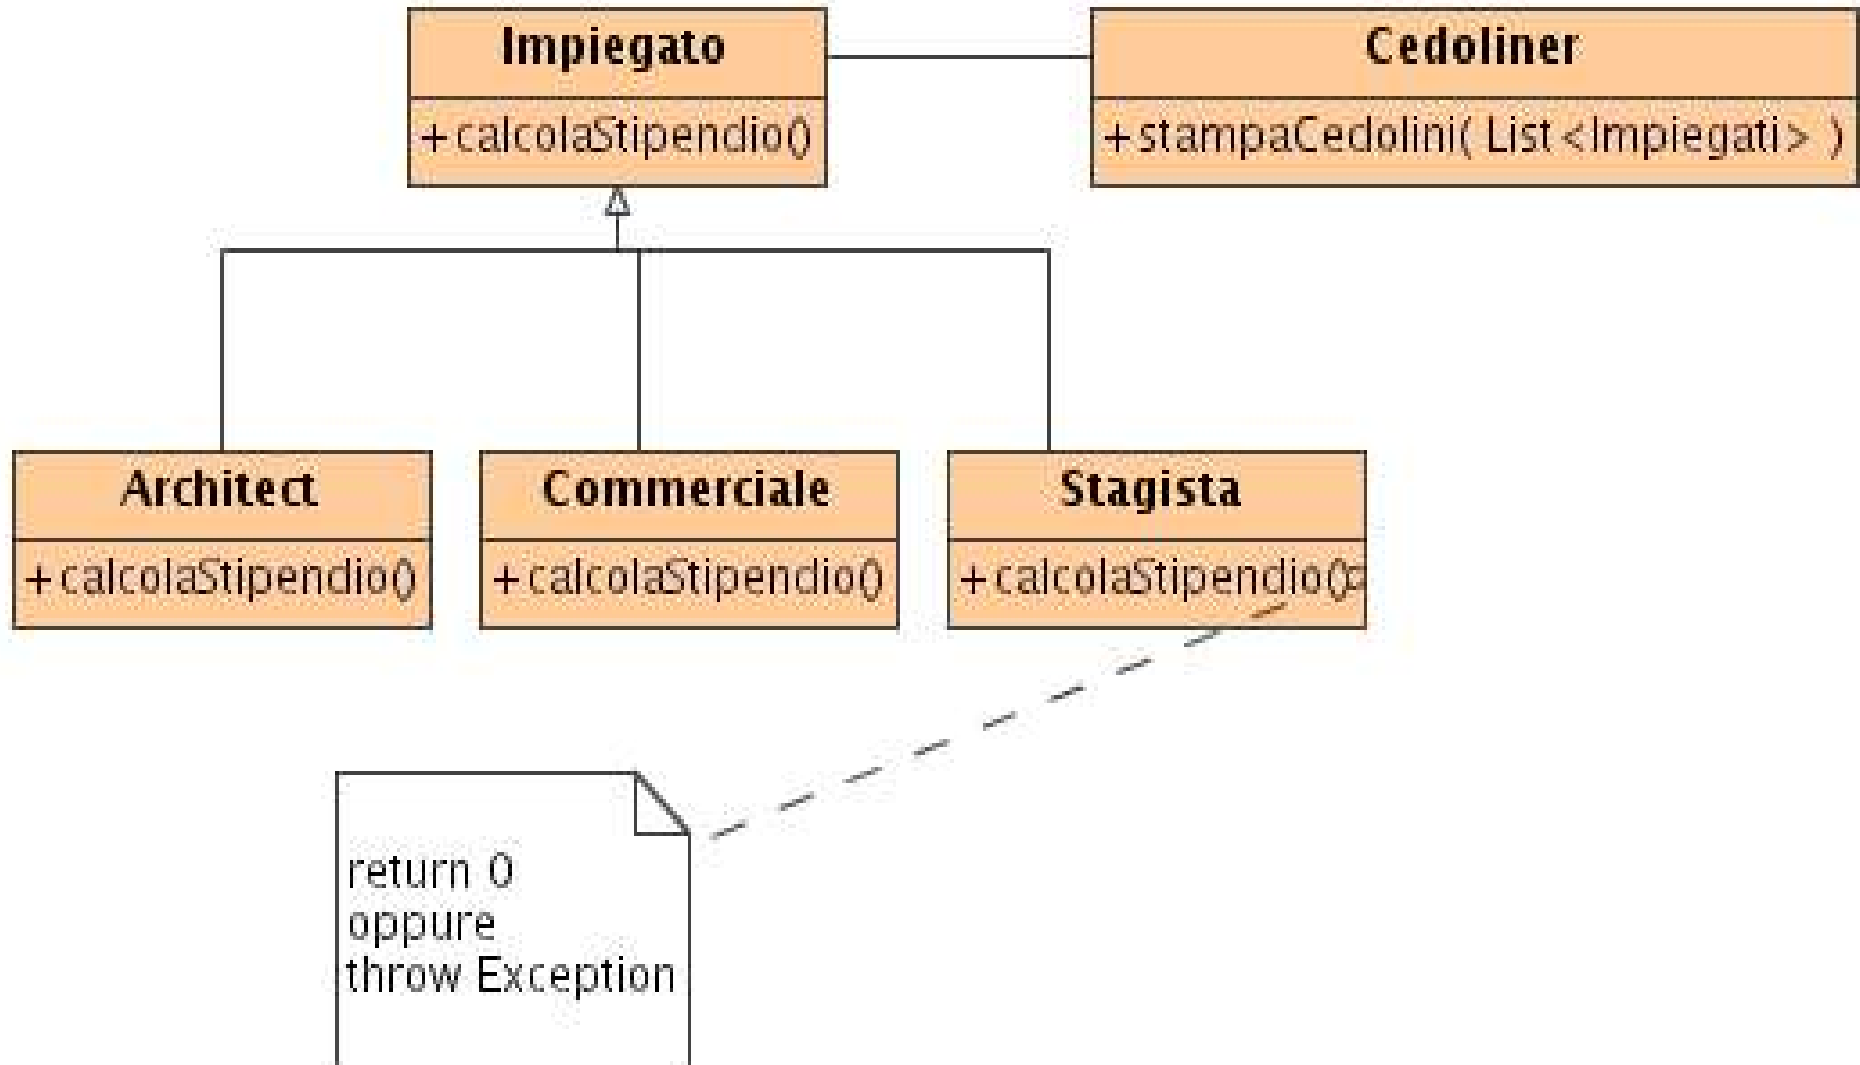 Impiegato
+calcolaStipendio()
Cedoliner
+stampaCedolini( List<Impiegati> )
Architect
+calcolaStipendio()
Commerciale
+calcolaStipendio()
Stagista
+calcolaStipendio()
return 0
oppure
throw Exception